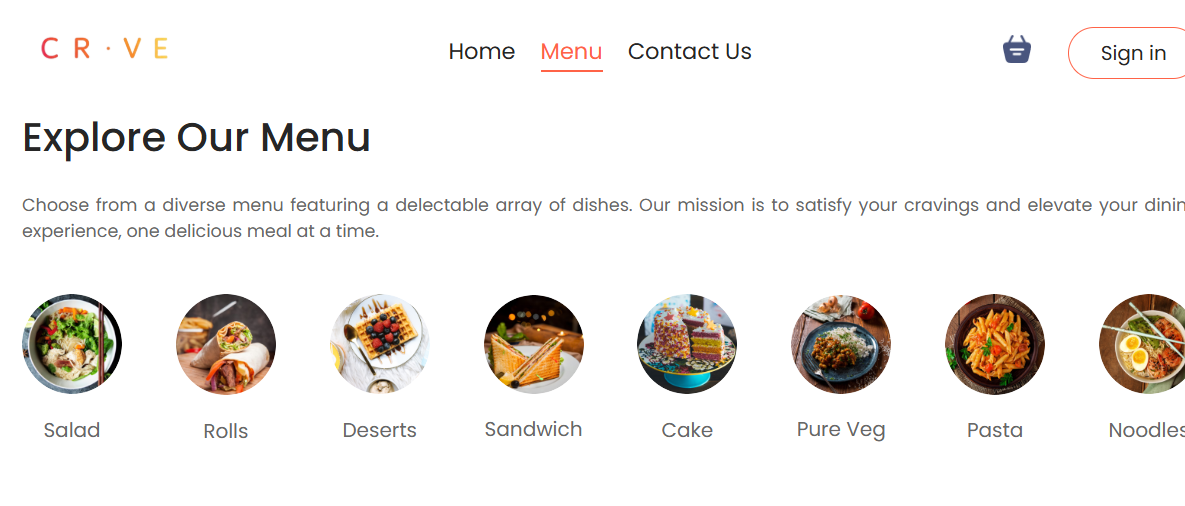 CR·VE
Home Menu Contact Us
Sign in
Explore Our Menu
Choose from a diverse menu featuring a delectable array of dishes. Our mission is to satisfy your cravings and elevate your dinin
experience, one delicious meal at a time.
Salad Rolls Deserts Sandwich Cake Pure Veg Pasta Noodles